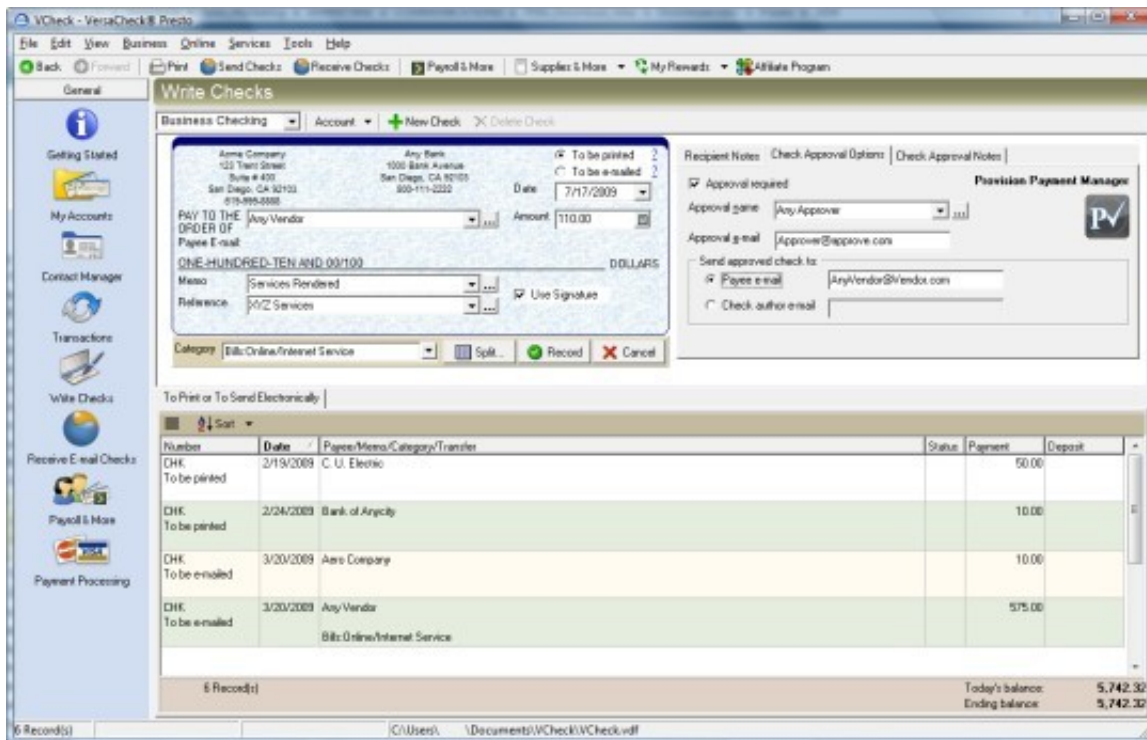 VCheck - VersaCheck® Presto
File Edit View Business Online Services Tools Help
Back Forward Print Send Checks Receive Checks Payroll & More Supplies & More My Rewards Affiliate Program
General
Write Checks
Business Checking Account New Check Delete Check
Getting Started
My Accounts
Contact Manager
Transactions
Write Checks
Receive E-mail Checks
Payroll & More
Payment Processing
Acme Company
123 Trent Street
Suite # 400
San Diego, CA 92103
619-555-8888
Any Bank
1000 Bank Avenue
San Diego, CA 92103
800-111-2222
To be printed ?
To be e-mailed ?
Date 7/17/2009
PAY TO THE
ORDER OF Any Vendor Amount 110.00
Payee E-mail:
ONE-HUNDRED-TEN AND 00/100 DOLLARS
Memo Services Rendered
Reference XYZ Services
Use Signature
Category Bills:Online/Internet Service Split... Record Cancel
Recipient Notes Check Approval Options Check Approval Notes
Approval required
Provision Payment Manager
Approval name Any Approver
Approval e-mail Approver@approve.com
Send approved check to:
Payee e-mail AnyVendor@Vendor.com
Check author e-mail
To Print or To Send Electronically
Sort
Number Date Payee/Memo/Category/Transfer Status Payment Deposit
CHK 2/19/2009 C. U. Electric 50.00
To be printed
CHK 2/24/2009 Bank of Anycity 10.00
To be printed
CHK 3/20/2009 Aero Company 10.00
To be e-mailed
CHK 3/20/2009 Any Vendor 575.00
To be e-mailed
Bills:Online/Internet Service
6 Record(s)
Today's balance: 5,742.32
Ending balance: 5,742.32
6 Record(s) C:\Users\ \Documents\VCheck\VCheck.vdf